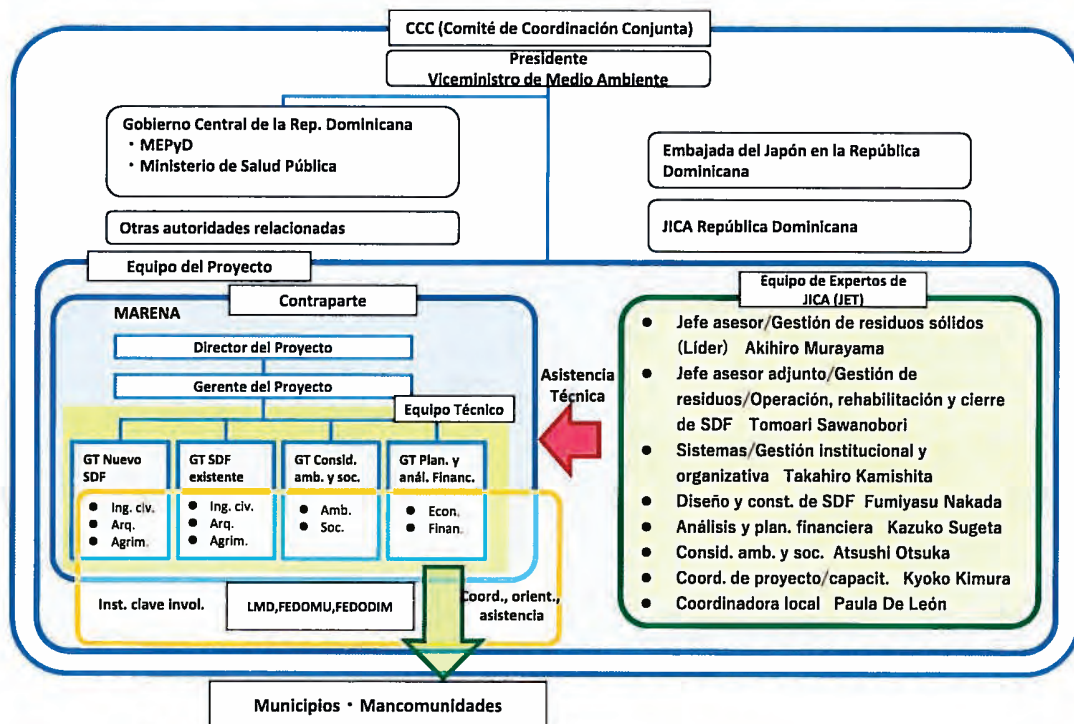 CCC (Comité de Coordinación Conjunta)
Presidente
Viceministro de Medio Ambiente
Gobierno Central de la Rep. Dominicana
・ MEPyD
・ Ministerio de Salud Pública
Otras autoridades relacionadas
Embajada del Japón en la República
Dominicana
JICA República Dominicana
Equipo del Proyecto
Contraparte
MARENA
Director del Proyecto
Gerente del Proyecto
Equipo Técnico
GT Nuevo
SDF
● Ing. civ.
● Arq.
● Agrim.
GT SDF
existente
● Ing. civ.
● Arq.
● Agrim.
GT Consid.
amb. y soc.
● Amb.
● Soc.
GT Plan. y
anál. Financ.
● Econ.
● Finan.
Inst. clave invol.
LMD,FEDOMU,FEDODIM
Coord., orient.,
asistencia
Asistencia
Técnica
Equipo de Expertos de
JICA (JET)
● Jefe asesor/Gestión de residuos sólidos
(Líder) Akihiro Murayama
● Jefe asesor adjunto/Gestión de
residuos/Operación, rehabilitación y cierre
de SDF Tomoari Sawanobori
● Sistemas/Gestión institucional y
organizativa Takahiro Kamishita
● Diseño y const. de SDF Fumiyasu Nakada
● Análisis y plan. financiera Kazuko Sugeta
● Consid. amb. y soc. Atsushi Otsuka
● Coord. de proyecto/capacit. Kyoko Kimura
● Coordinadora local Paula De León
Municipios・Mancomunidades